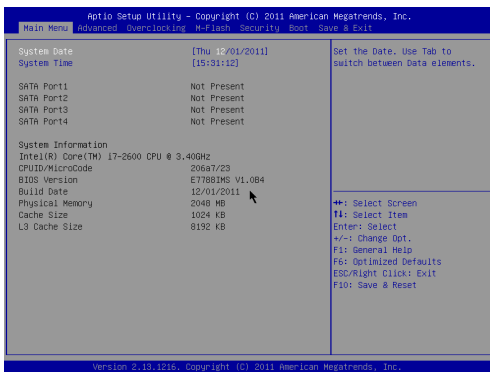 Aptio Setup Utility - Copyright (C) 2011 American Megatrends, Inc.
Main Menu Advanced Overclocking M-Flash Security Boot Save & Exit
System Date [Thu 12/01/2011]
System Time [15:31:12]
SATA Port1 Not Present
SATA Port2 Not Present
SATA Port3 Not Present
SATA Port4 Not Present
System Information
Intel(R) Core(TM) i7-2600 CPU @ 3.40GHz
CPUID/MicroCode 206a7/23
BIOS Version E7788IMS V1.0B4
Build Date 12/01/2011
Physical Memory 2048 MB
Cache Size 1024 KB
L3 Cache Size 8192 KB
Set the Date. Use Tab to
switch between Data elements.
↔: Select Screen
↑↓: Select Item
Enter: Select
+/-: Change Opt.
F1: General Help
F6: Optimized Defaults
ESC/Right Click: Exit
F10: Save & Reset
Version 2.13.1216. Copyright (C) 2011 American Megatrends, Inc.